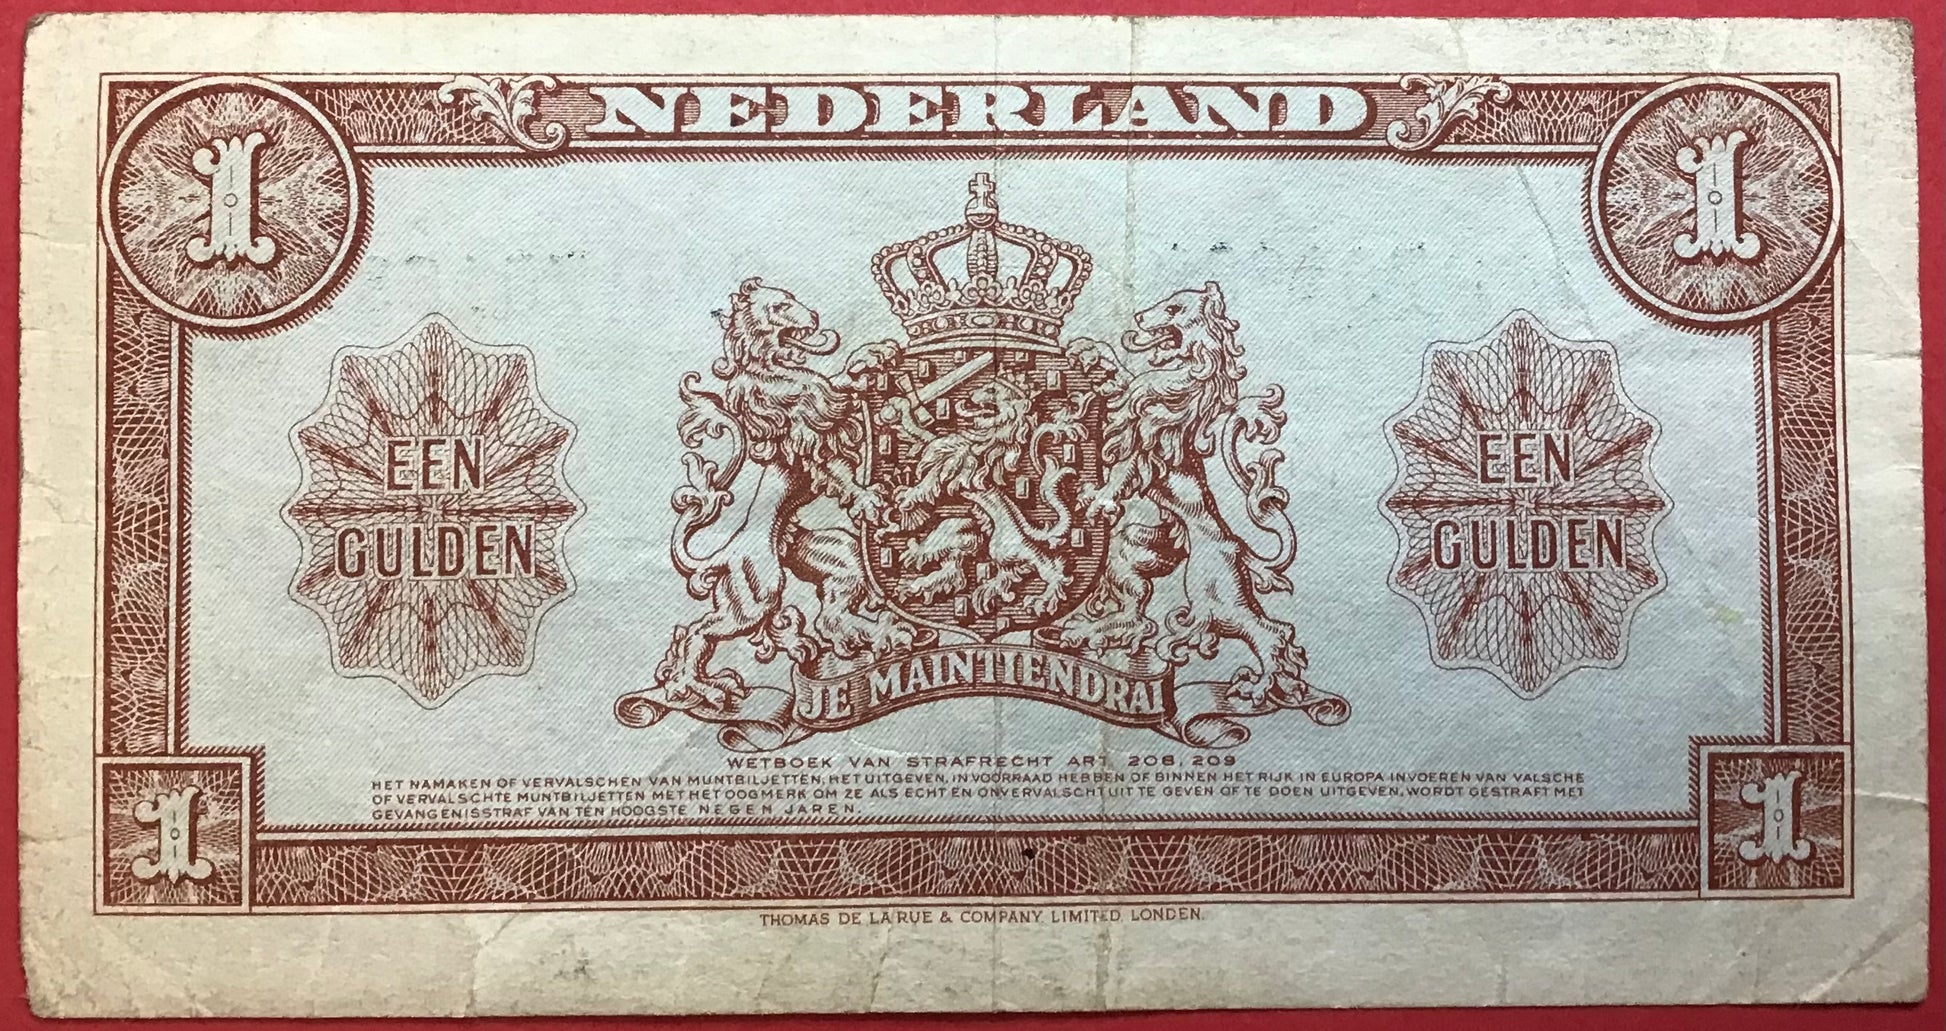 1 NEDERLAND 1
EEN
GULDEN
EEN
GULDEN
JE MAINTIENDRAI
WETBOEK VAN STRAFRECHT ART. 208, 209
HET NAMAKEN OF VERVALSCHEN VAN MUNTBILJETTEN, HET UITGEVEN, IN VOORRAAD HEBBEN OF BINNEN HET RIJK IN EUROPA INVOEREN VAN VALSCHE
OF VERVALSCHTE MUNTBILJETTEN MET HET OOGMERK OM ZE ALS ECHT EN ONVERVALSCHT UIT TE GEVEN OF TE DOEN UITGEVEN, WORDT GESTRAFT MET
GEVANGENISSTRAF VAN TEN HOOGSTE NEGEN JAREN.
1 1
THOMAS DE LA RUE & COMPANY, LIMITED, LONDEN.